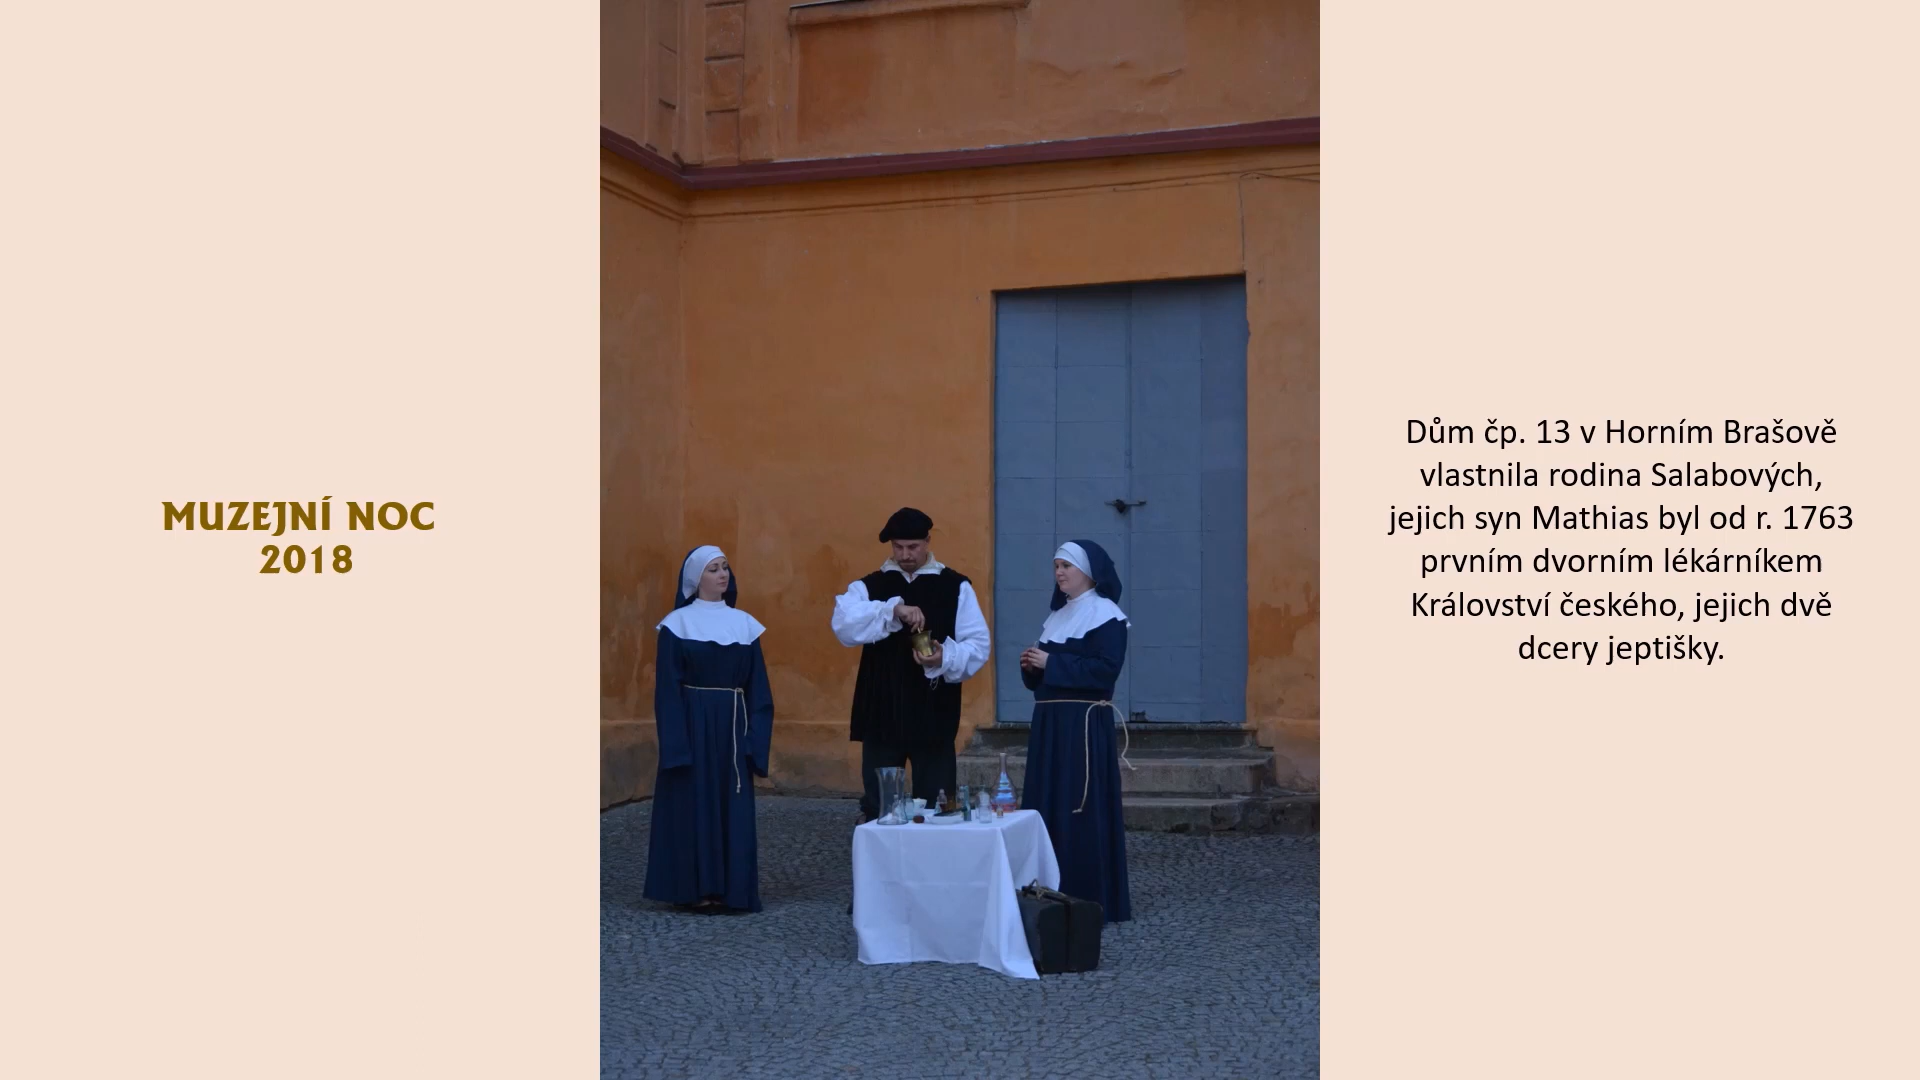 MUZEJNÍ NOC
2018
Dům čp. 13 v Horním Brašově
vlastnila rodina Salabových,
jejich syn Mathias byl od r. 1763
prvním dvorním lékárníkem
Království českého, jejich dvě
dcery jeptišky.